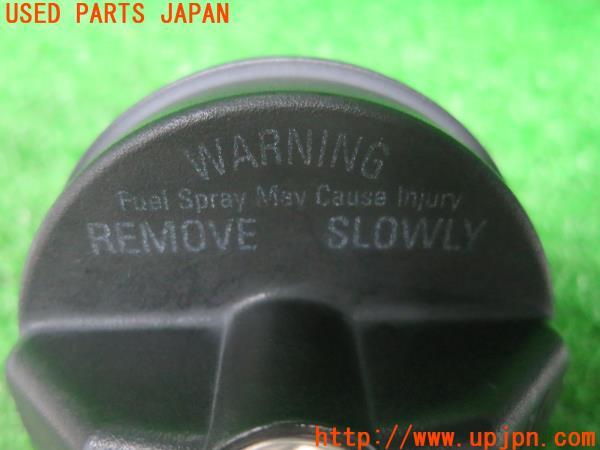 USED PARTS JAPAN
WARNING
Fuel Spray May Cause Injury
REMOVE SLOWLY
http://www.upjpn.com